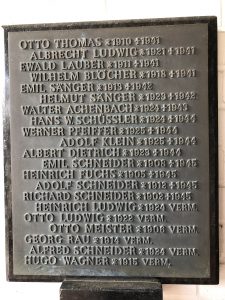 OTTO THOMAS * 1910 + 1941
ALBRECHT LUDWIG * 1921 + 1941
EWALD LAUBER * 1911 + 1941
WILHELM BLÖCHER * 1918 + 1941
EMIL SÄNGER * 1913 + 1942
HELMUT SÄNGER * 1923 + 1942
WALTER ACHENBACH * 1924 + 1943
HANS W. SCHÜSSLER * 1924 + 1944
WERNER PFEIFFER * 1925 + 1944
ADOLF KLEIN * 1925 + 1944
ALBERT DIETRICH * 1923 + 1944
EMIL SCHNEIDER * 1908 + 1945
HEINRICH FUCHS * 1905 + 1945
ADOLF SCHNEIDER * 1912 + 1945
RICHARD SCHNEIDER * 1902 + 1945
HEINRICH LUDWIG * 1924 VERM.
OTTO LUDWIG * 1922 VERM.
OTTO MEISTER * 1908 VERM.
GEORG RAU * 1914 VERM.
ALFRED SCHNEIDER * 1924 VERM.
HUGO WAGNER * 1915 VERM.